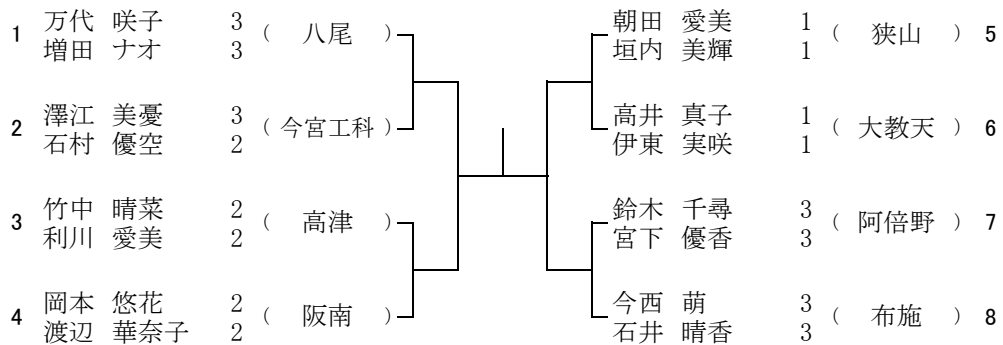 1 万代 咲子 3 ( 八尾 )
増田 ナオ 3
2 澤江 美憂 3 ( 今宮工科 )
石村 優空 2
3 竹中 晴菜 2 ( 高津 )
利川 愛美 2
4 岡本 悠花 2 ( 阪南 )
渡辺 華奈子 2
朝田 愛美 1 ( 狭山 ) 5
垣内 美輝 1
高井 真子 1 ( 大教天 ) 6
伊東 実咲 1
鈴木 千尋 3 ( 阿倍野 ) 7
宮下 優香 3
今西 萌 3 ( 布施 ) 8
石井 晴香 3